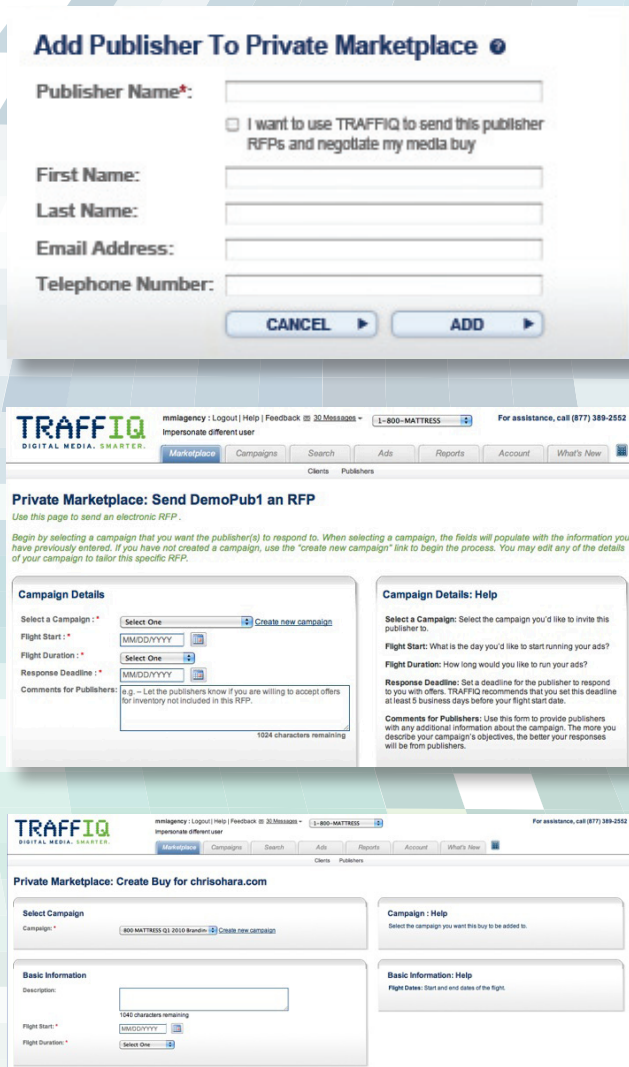 Add Publisher To Private Marketplace ?
Publisher Name*:
I want to use TRAFFIQ to send this publisher
RFPs and negotiate my media buy
First Name:
Last Name:
Email Address:
Telephone Number:
CANCEL
ADD
TRAFFIQ
DIGITAL MEDIA. SMARTER.
mmiagency : Logout | Help | Feedback 30 Messages
1-800-MATTRESS
For assistance, call (877) 389-2552
Impersonate different user
Marketplace Campaigns Search Ads Reports Account What's New
Clients Publishers
Private Marketplace: Send DemoPub1 an RFP
Use this page to send an electronic RFP .
Begin by selecting a campaign that you want the publisher(s) to respond to. When selecting a campaign, the fields will populate with the information you
have previously entered. If you have not created a campaign, use the "create new campaign" link to begin the process. You may edit any of the details
of your campaign to tailor this specific RFP.
Campaign Details
Select a Campaign : * Select One Create new campaign
Flight Start : * MM/DD/YYYY
Flight Duration : * Select One
Response Deadline : * MM/DD/YYYY
Comments for Publishers: e.g. – Let the publishers know if you are willing to accept offers
for inventory not included in this RFP.
1024 characters remaining
Campaign Details: Help
Select a Campaign: Select the campaign you'd like to invite this
publisher to.
Flight Start: What is the day you'd like to start running your ads?
Flight Duration: How long would you like to run your ads?
Response Deadline: Set a deadline for the publisher to respond
to you with offers. TRAFFIQ recommends that you set this deadline
at least 5 business days before your flight start date.
Comments for Publishers: Use this form to provide publishers
with any additional information about the campaign. The more you
describe your campaign's objectives, the better your responses
will be from publishers.
TRAFFIQ
DIGITAL MEDIA. SMARTER.
mmiagency : Logout | Help | Feedback 30 Messages
1-800-MATTRESS
For assistance, call (877) 389-2552
Impersonate different user
Marketplace Campaigns Search Ads Reports Account What's New
Clients Publishers
Private Marketplace: Create Buy for chrisohara.com
Select Campaign
Campaign: * 800 MATTRESS Q1 2010 Brandin Create new campaign
Campaign : Help
Select the campaign you want this buy to be added to.
Basic Information
Description:
1040 characters remaining
Flight Start: * MM/DD/YYYY
Flight Duration: * Select One
Basic Information: Help
Flight Dates: Start and end dates of the flight.